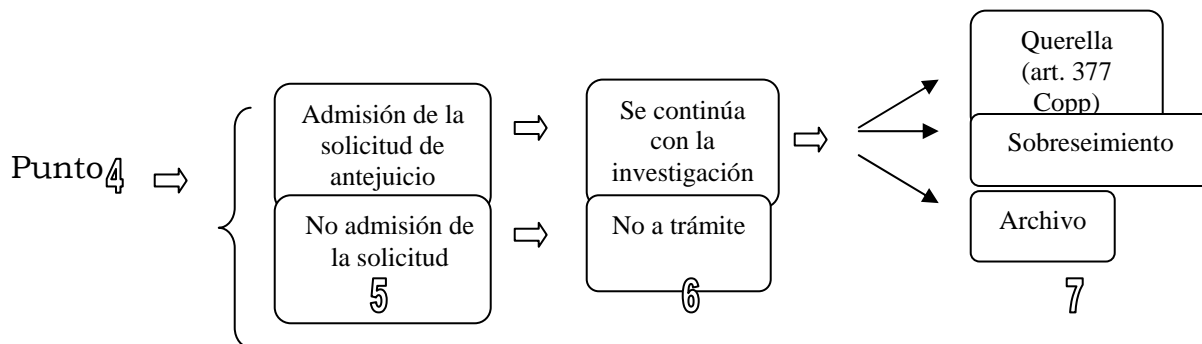 Punto 4
Admisión de la
solicitud de
antejuicio
No admisión de
la solicitud
5
Se continúa
con la
investigación
No a trámite
6
Querella
(art. 377
Copp)
Sobreseimiento
Archivo
7